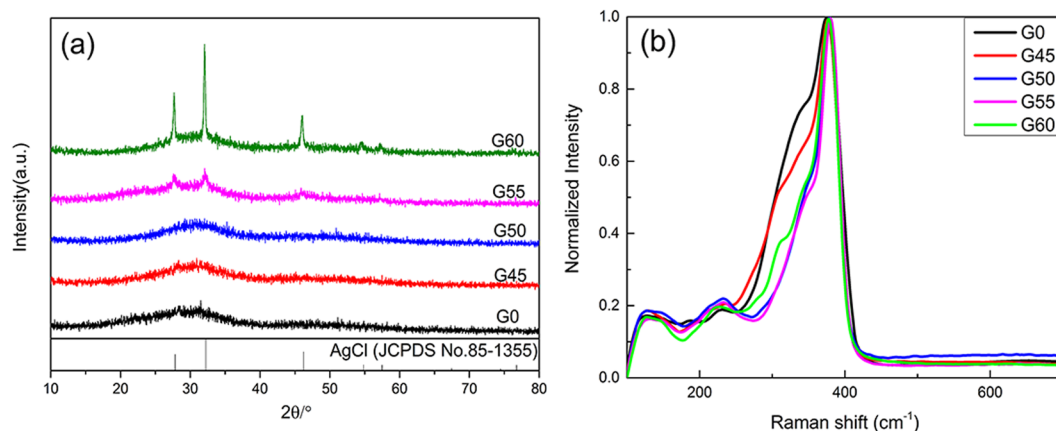 (a)
G60
G55
G50
G45
G0
AgCl (JCPDS No.85-1355)
Intensity(a.u.)
10 20 30 40 50 60 70 80
2θ/°
(b)
G0
G45
G50
G55
G60
1.0
0.8
0.6
0.4
0.2
0.0
Normalized Intensity
200 400 600
Raman shift (cm⁻¹)